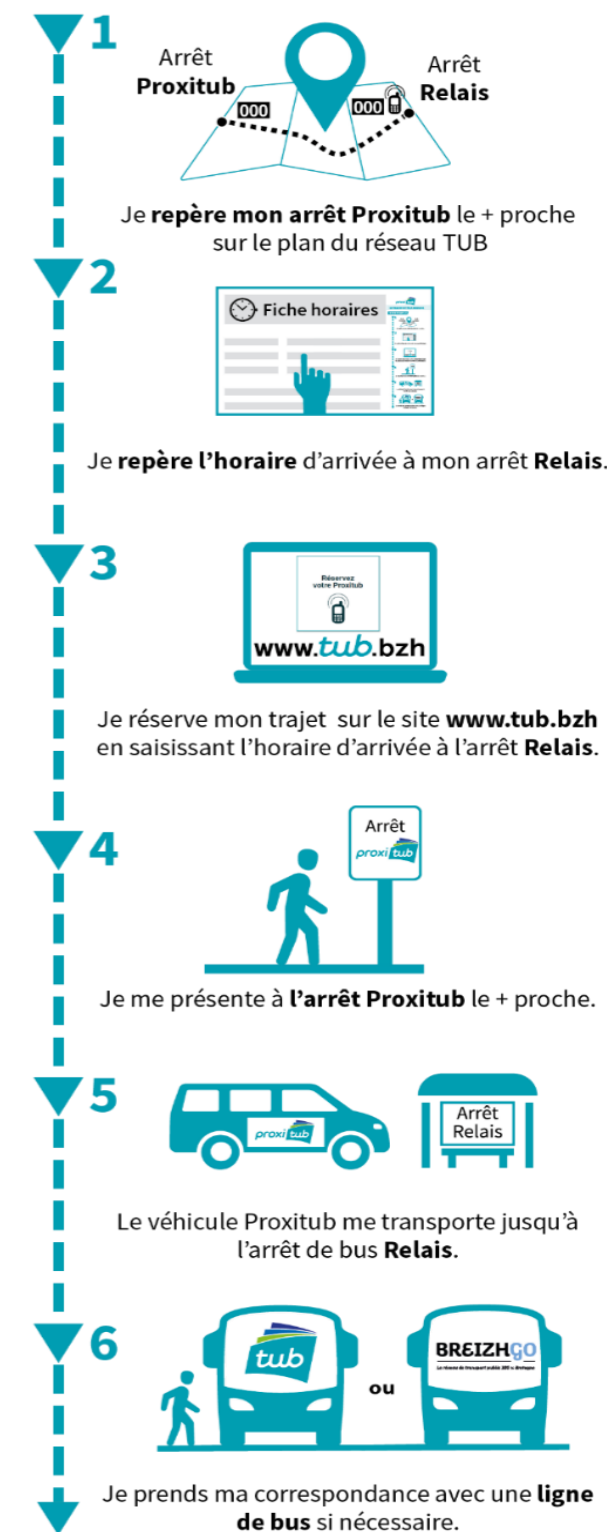 1
Arrêt
Proxitub
Arrêt
Relais
000
000
Je repère mon arrêt Proxitub le + proche
sur le plan du réseau TUB
2
Fiche horaires
Je repère l’horaire d’arrivée à mon arrêt Relais.
3
Réservez
votre Proxitub
www.tub.bzh
Je réserve mon trajet sur le site www.tub.bzh
en saisissant l’horaire d’arrivée à l’arrêt Relais.
4
Arrêt
proxitub
Je me présente à l’arrêt Proxitub le + proche.
5
proxitub
Arrêt
Relais
Le véhicule Proxitub me transporte jusqu’à
l’arrêt de bus Relais.
6
tub
ou
BREIZHGO
Je prends ma correspondance avec une ligne
de bus si nécessaire.